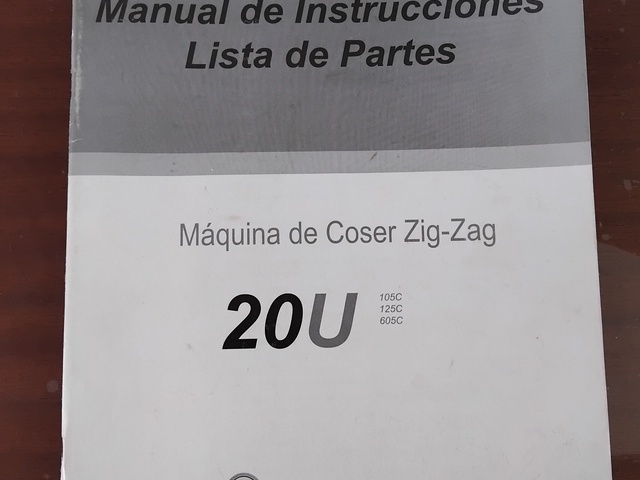 Manual de Instrucciones
Lista de Partes
Máquina de Coser Zig-Zag
20U
105C
125C
605C